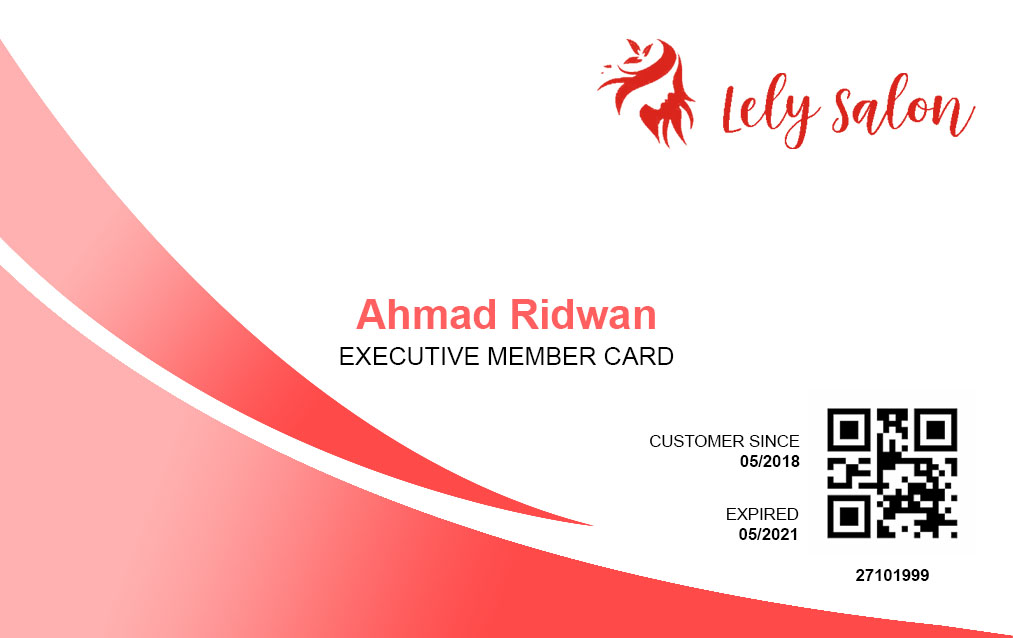 Lely Salon
Ahmad Ridwan
EXECUTIVE MEMBER CARD
CUSTOMER SINCE
05/2018
EXPIRED
05/2021
27101999